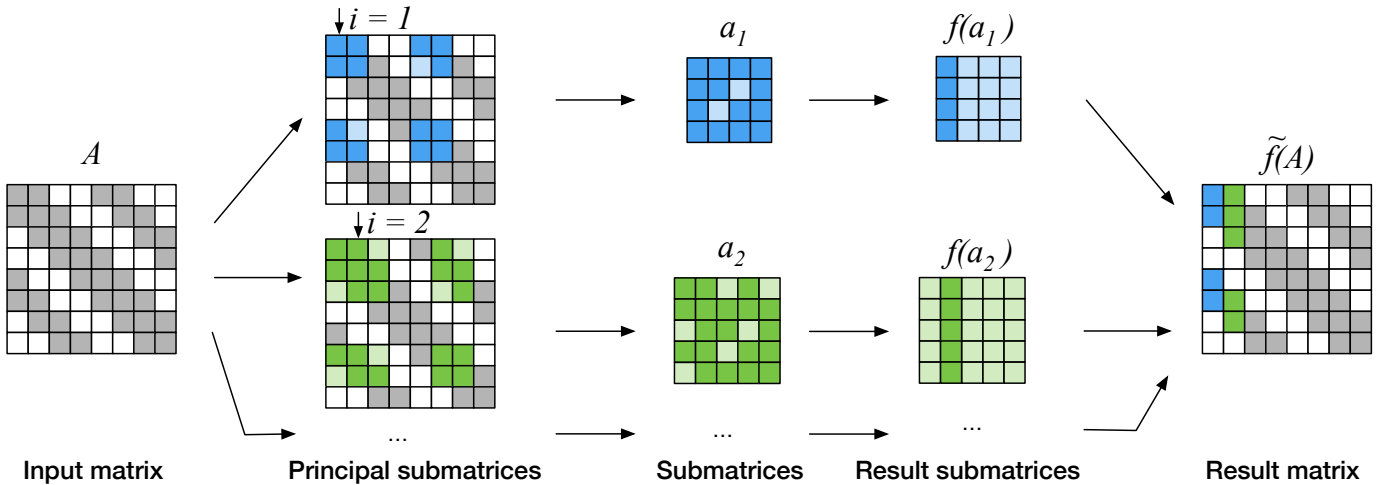 i = 1
a₁
f(a₁)
A
f̃(A)
i = 2
a₂
f(a₂)
...
...
...
Input matrix
Principal submatrices
Submatrices
Result submatrices
Result matrix